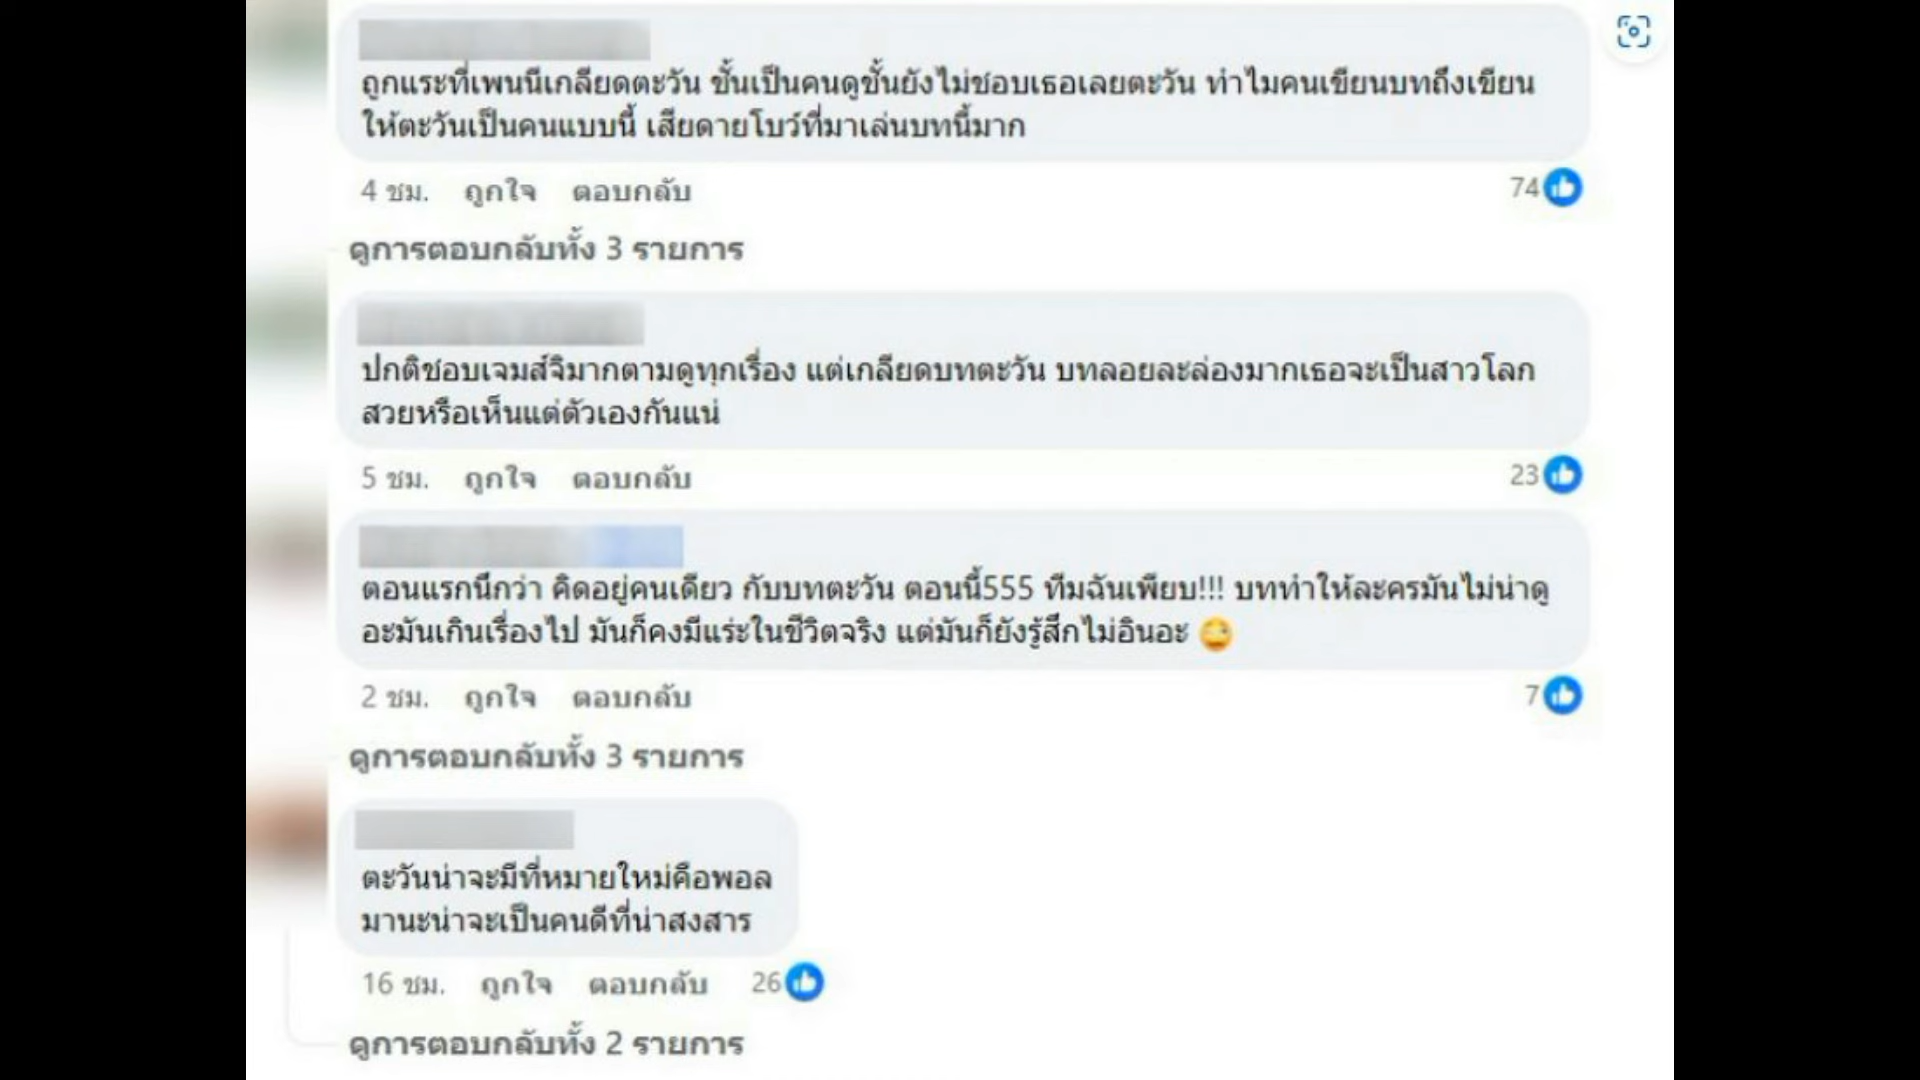 ถูกแระที่เพนนีเกลียดตะวัน ชั้นเป็นคนดูชั้นยังไม่ชอบเธอเลยตะวัน ทำไมคนเขียนบทถึงเขียน
ให้ตะวันเป็นคนแบบนี้ เสียดายโบว์ที่มาเล่นบทนี้มาก
4 ชม. ถูกใจ ตอบกลับ 74
ดูการตอบกลับทั้ง 3 รายการ
ปกติชอบเจมส์จิมากตามดูทุกเรื่อง แต่เกลียดบทตะวัน บทลอยละล่องมากเธอจะเป็นสาวโลก
สวยหรือเห็นแต่ตัวเองกันแน่
5 ชม. ถูกใจ ตอบกลับ 23
ตอนแรกนึกว่า คิดอยู่คนเดียว กับบทตะวัน ตอนนี้555 ทีมฉันเพียบ!!! บททำให้ละครมันไม่น่าดู
อะมันเกินเรื่องไป มันก็คงมีแร่ะในชีวิตจริง แต่มันก็ยังรู้สึกไม่อินอะ
2 ชม. ถูกใจ ตอบกลับ 7
ดูการตอบกลับทั้ง 3 รายการ
ตะวันน่าจะมีที่หมายใหม่คือพอล
มานะน่าจะเป็นคนดีที่น่าสงสาร
16 ชม. ถูกใจ ตอบกลับ 26
ดูการตอบกลับทั้ง 2 รายการ